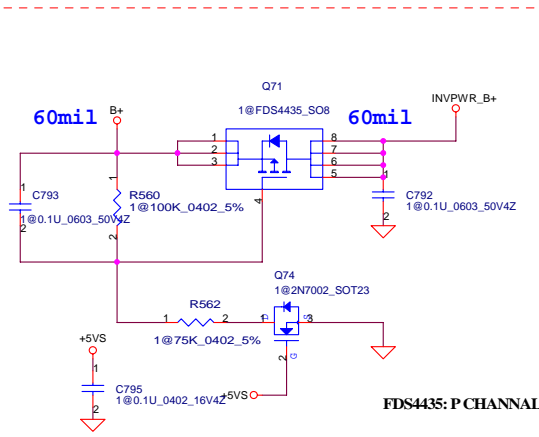 Q71
1@FDS4435_SO8
B+
60mil
60mil
INVPWR_B+
1
2
3
8
7
6
5
4
1
C793
1@0.1U_0603_50V4Z
2
1
R560
1@100K_0402_5%
2
1
C792
1@0.1U_0603_50V4Z
2
Q74
1@2N7002_SOT23
R562
1
2
1@75K_0402_5%
1
D
S
3
2
G
+5VS
+5VS
1
C795
1@0.1U_0402_16V4Z
2
FDS4435: P CHANNAL